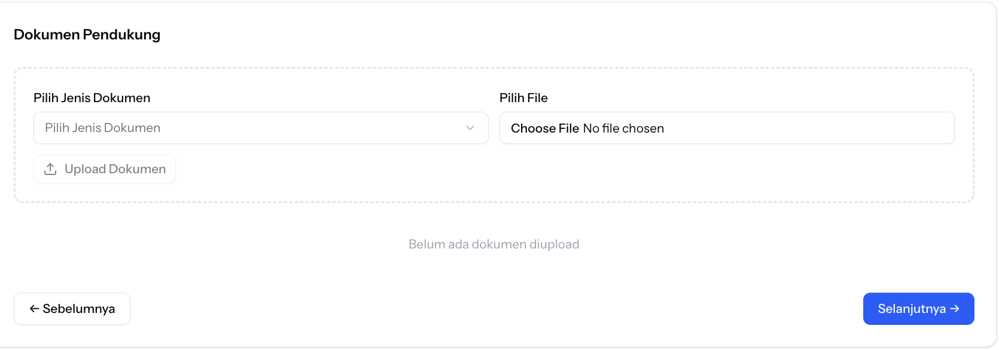 Dokumen Pendukung
Pilih Jenis Dokumen
Pilih Jenis Dokumen
Pilih File
Choose File No file chosen
Upload Dokumen
Belum ada dokumen diupload
← Sebelumnya
Selanjutnya →